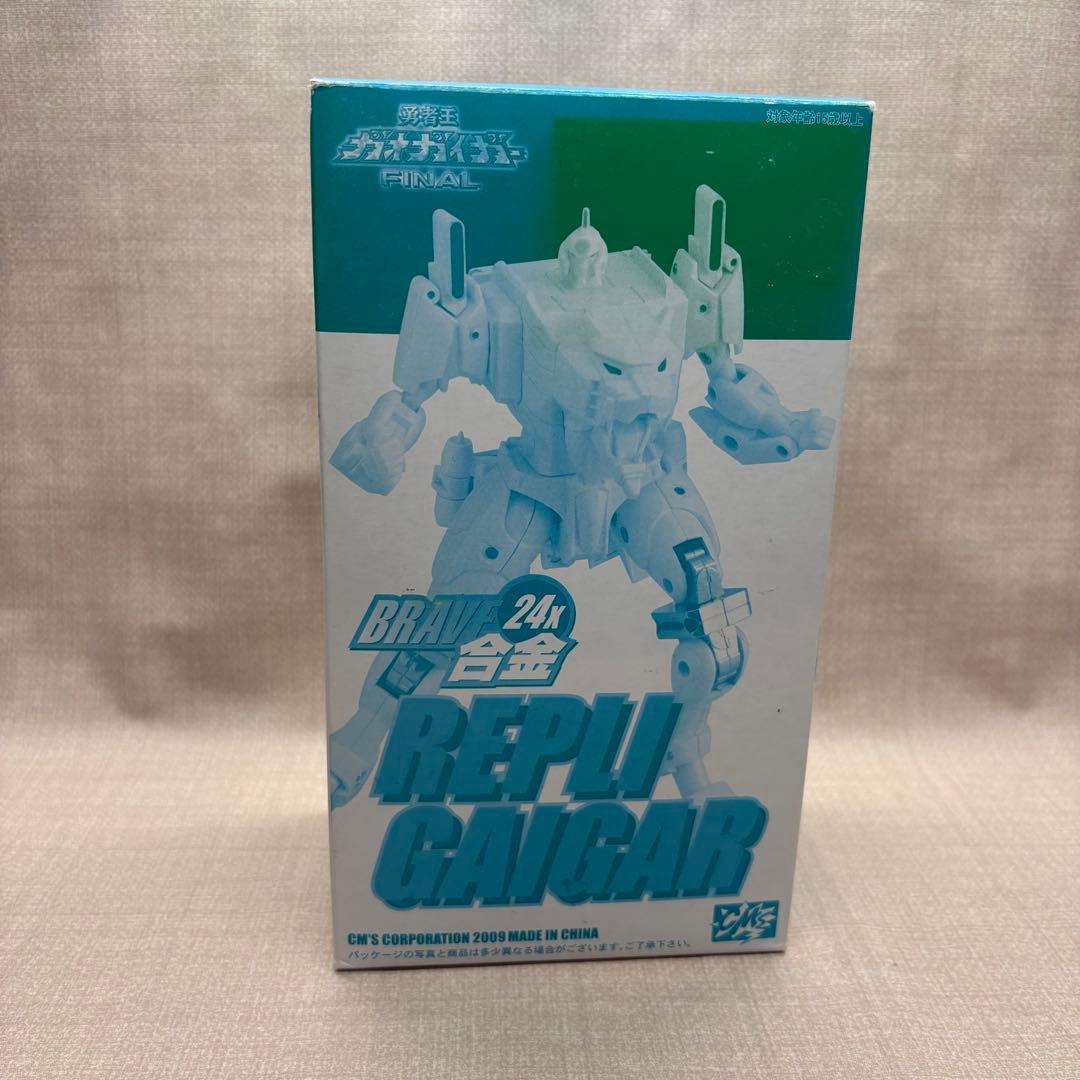 勇者王
ガオガイガー
FINAL
対象年齢15歳以上
BRAVE 24X
合金
REPLI
GAIGAR
CM'S
CM'S CORPORATION 2009 MADE IN CHINA
パッケージの写真と商品は多少異なる場合がございます。ご了承下さい。